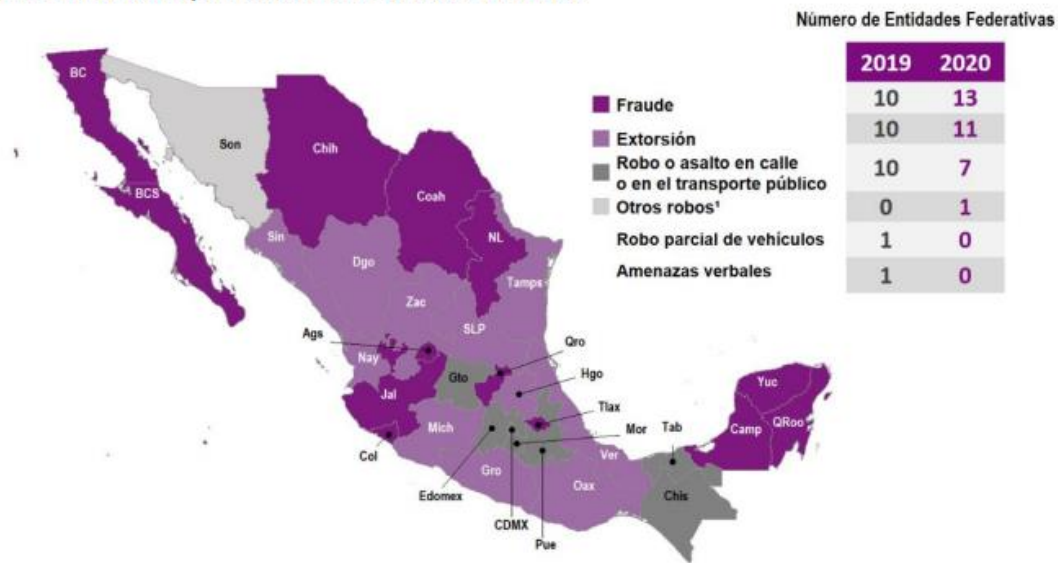 Número de Entidades Federativas
2019 2020
Fraude 10 13
Extorsión 10 11
Robo o asalto en calle
o en el transporte público 10 7
Otros robos¹ 0 1
Robo parcial de vehículos 1 0
Amenazas verbales 1 0
BC
Son
Chih
BCS
Coah
NL
Sin
Dgo
Tamps
Zac
SLP
Ags
Qro
Nay
Gto
Hgo
Jal
Tlax
Yuc
Mich
Mor
Tab
Camp
QRoo
Col
Ver
Gro
Oax
Edomex
Chis
CDMX
Pue